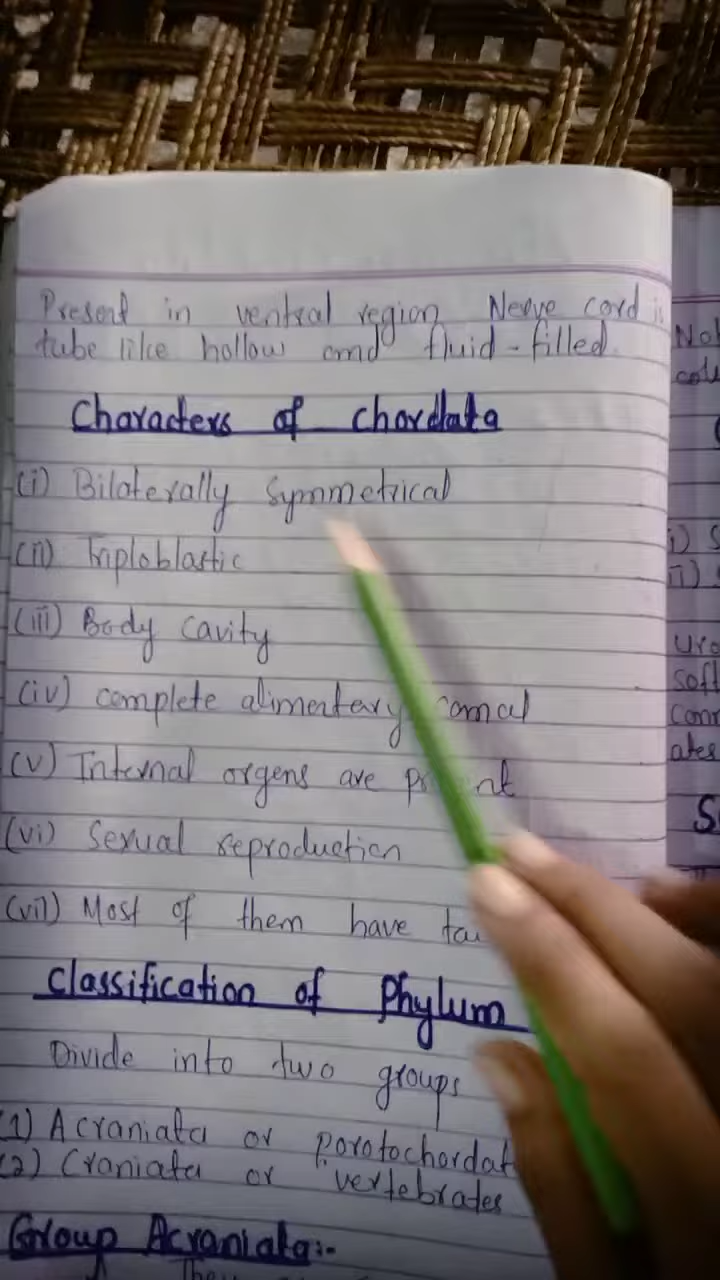 Present in ventral region Nerve cord is
tube like hollow and fluid-filled.
Characters of Chordata
(i) Bilaterally Symmetrical
(ii) Triploblastic
(iii) Body Cavity
(iv) complete alimentary canal
(v) Internal orgens are
(vi) Sexual reproduction
(vii) Most of them have
Classification of Phylum
Divide into two groups
(1) Acraniata or
(2) Craniata or vertebrates
Group Acraniata:-